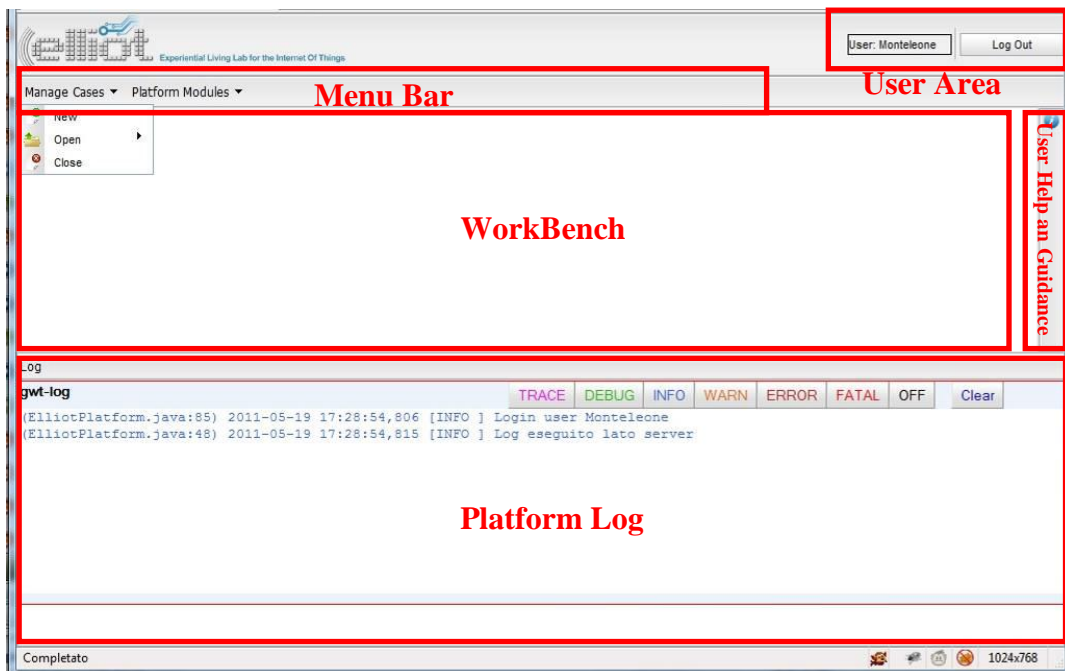 elliot Experiential Living Lab for the Internet Of Things
User: Monteleone Log Out
User Area
Manage Cases Platform Modules
Menu Bar
New
Open
Close
WorkBench
User Help an Guidance
Log
gwt-log TRACE DEBUG INFO WARN ERROR FATAL OFF Clear
(ElliotPlatform.java:85) 2011-05-19 17:28:54,806 [INFO ] Login user Monteleone
(ElliotPlatform.java:48) 2011-05-19 17:28:54,815 [INFO ] Log eseguito lato server
Platform Log
Completato 1024x768